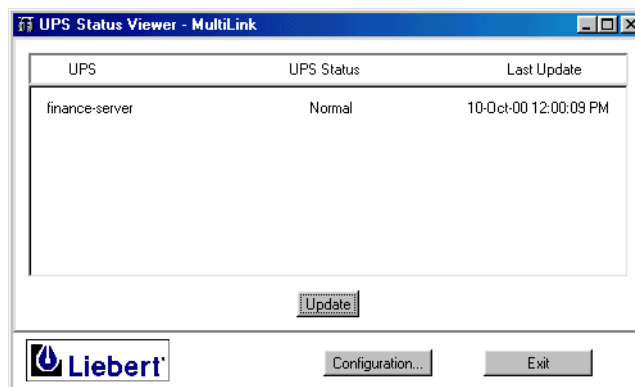 UPS Status Viewer - MultiLink
UPS UPS Status Last Update
finance-server Normal 10-Oct-00 12:00:09 PM
Update
Liebert
Configuration... Exit